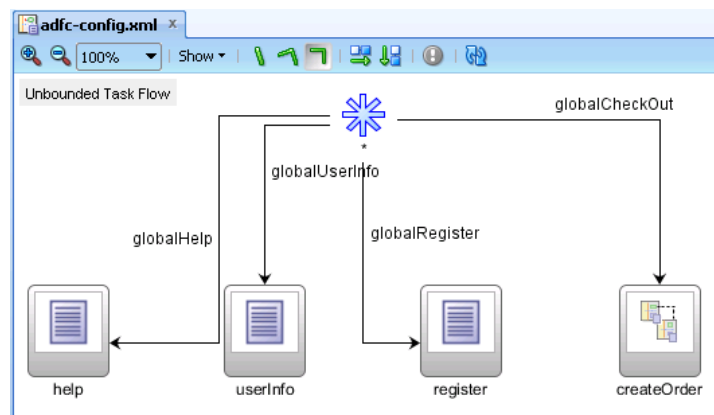 adfc-config.xml ×
100% Show
Unbounded Task Flow
globalCheckOut
*
globalUserInfo
globalHelp
globalRegister
help
userInfo
register
createOrder